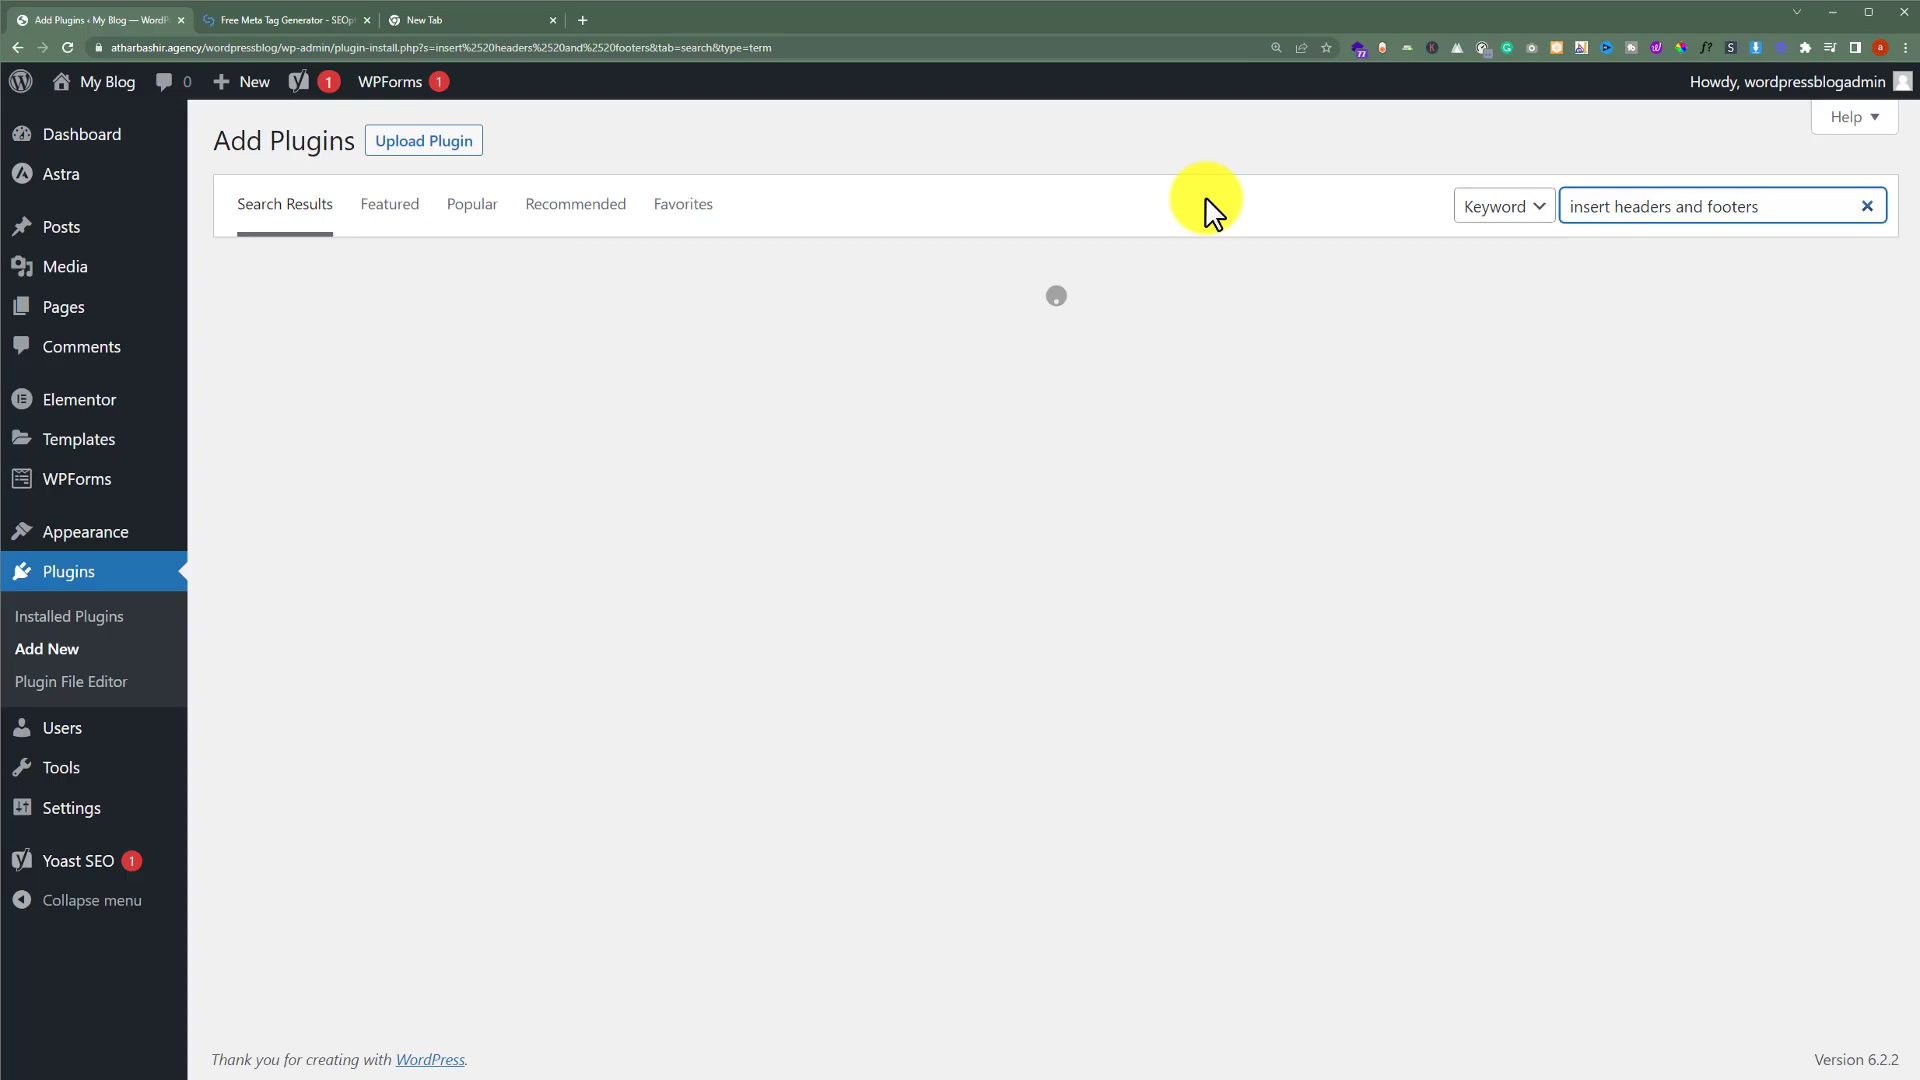 Add Plugins ‹ My Blog — WordP
Free Meta Tag Generator - SEOp
New Tab
atharbashir.agency/wordpressblog/wp-admin/plugin-install.php?s=insert%2520headers%2520and%2520footers&tab=search&type=term
My Blog
0
New
1
WPForms
1
Howdy, wordpressblogadmin
Help
Dashboard
Astra
Posts
Media
Pages
Comments
Elementor
Templates
WPForms
Appearance
Plugins
Installed Plugins
Add New
Plugin File Editor
Users
Tools
Settings
Yoast SEO 1
Collapse menu
Add Plugins
Upload Plugin
Search Results
Featured
Popular
Recommended
Favorites
Keyword
insert headers and footers
Thank you for creating with WordPress.
Version 6.2.2